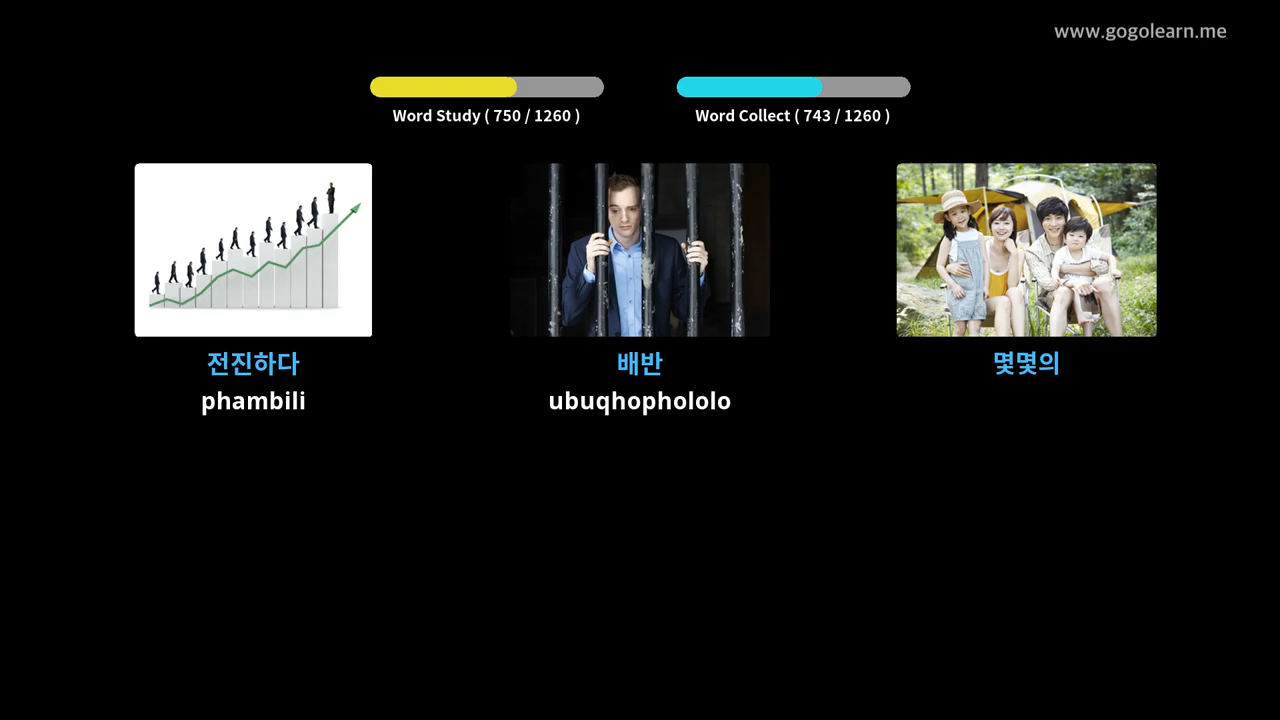 www.gogolearn.me
Word Study ( 750 / 1260 )
Word Collect ( 743 / 1260 )
전진하다
배반
몇몇의
phambili
ubuqhophololo